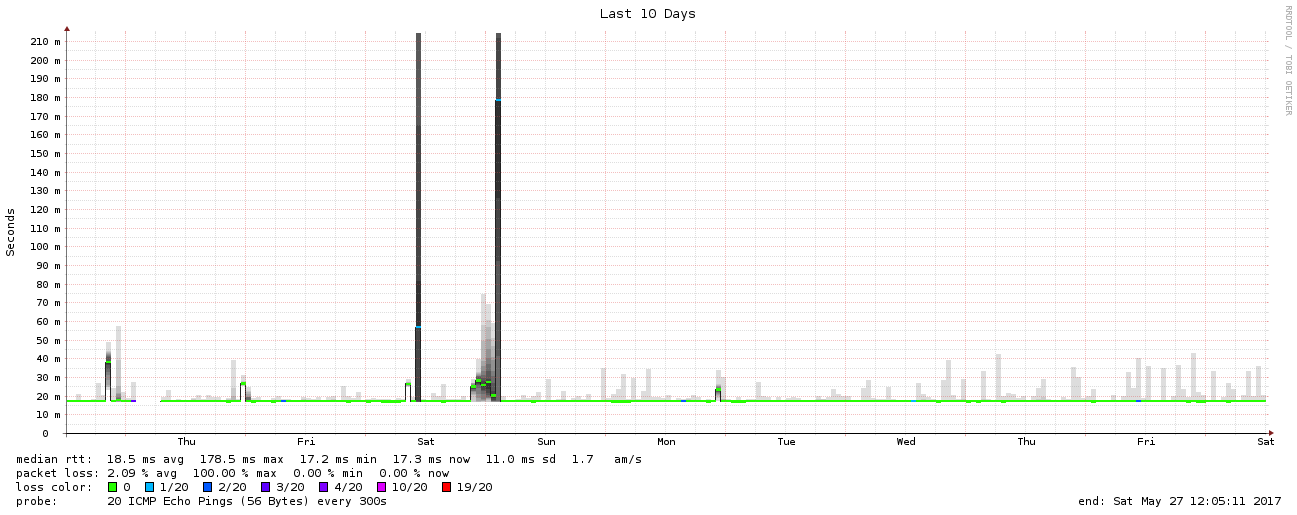 Last 10 Days
RRDTOOL / TOBI OETIKER
Seconds
210 m
200 m
190 m
180 m
170 m
160 m
150 m
140 m
130 m
120 m
110 m
100 m
90 m
80 m
70 m
60 m
50 m
40 m
30 m
20 m
10 m
0
Thu Fri Sat Sun Mon Tue Wed Thu Fri Sat
median rtt: 18.5 ms avg 178.5 ms max 17.2 ms min 17.3 ms now 11.0 ms sd 1.7 am/s
packet loss: 2.09 % avg 100.00 % max 0.00 % min 0.00 % now
loss color: 0 1/20 2/20 3/20 4/20 10/20 19/20
probe: 20 ICMP Echo Pings (56 Bytes) every 300s end: Sat May 27 12:05:11 2017